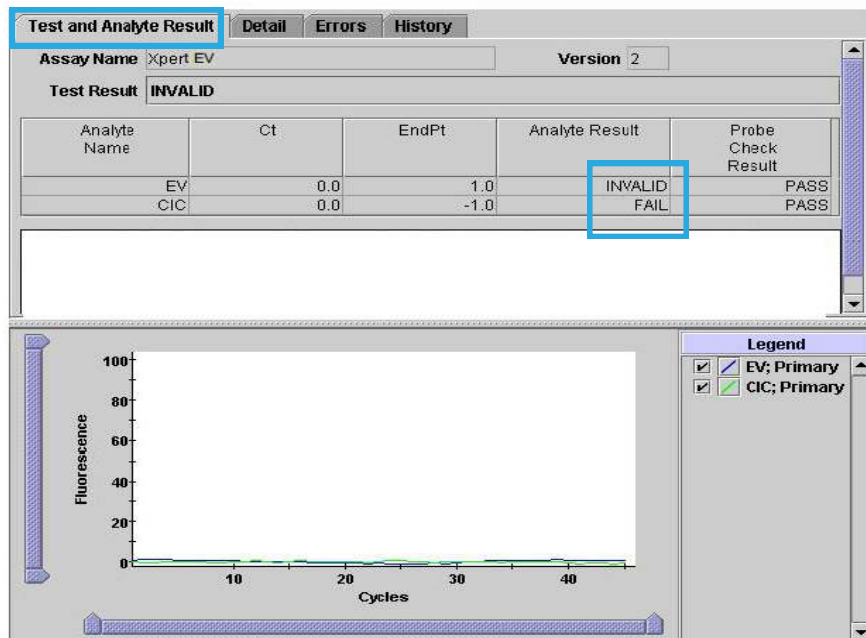 Test and Analyte Result Detail Errors History
Assay Name Xpert EV Version 2
Test Result INVALID
Analyte Name Ct EndPt Analyte Result Probe Check Result
EV 0.0 1.0 INVALID PASS
CIC 0.0 -1.0 FAIL PASS
Legend
EV; Primary
CIC; Primary
100
80
60
40
20
0
Fluorescence
10 20 30 40
Cycles